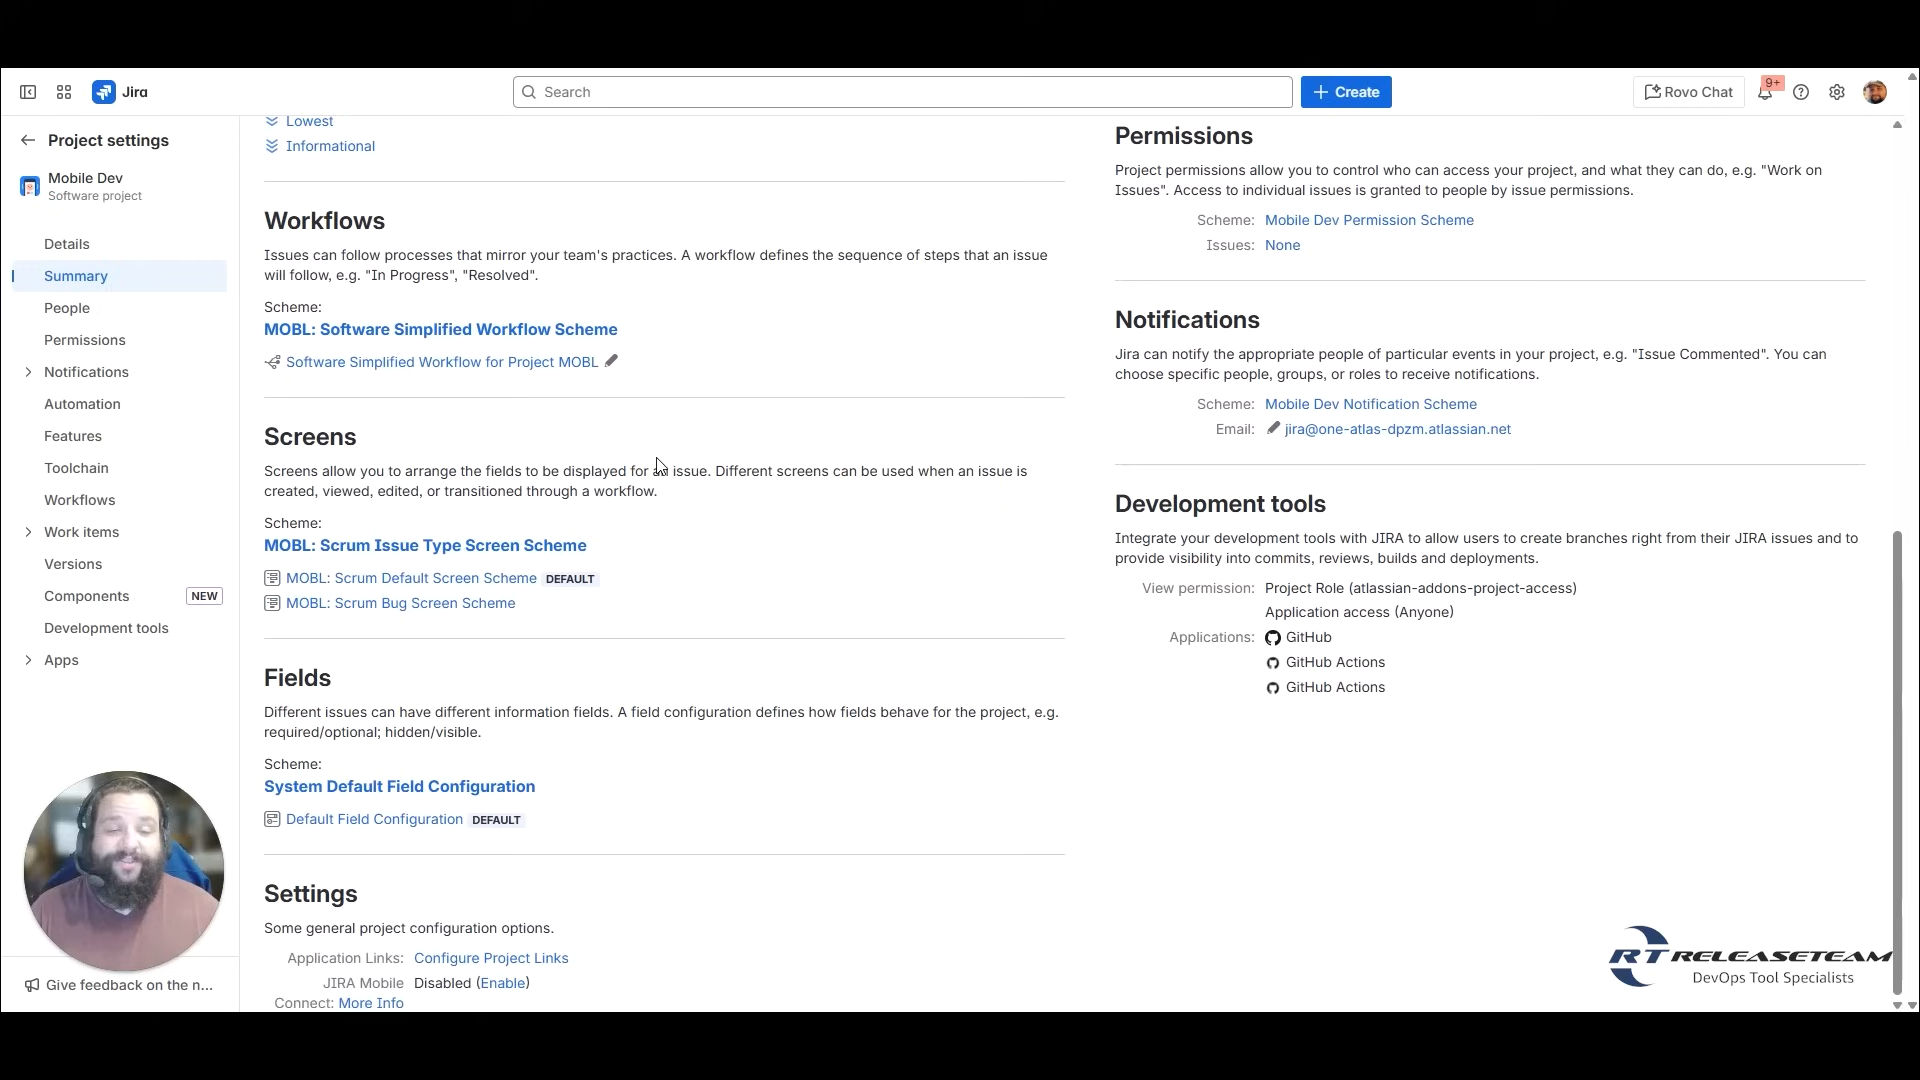 Jira
Search
Create
Rovo Chat
9+
Project settings
Mobile Dev
Software project
Details
Summary
People
Permissions
Notifications
Automation
Features
Toolchain
Workflows
Work items
Versions
Components NEW
Development tools
Apps
Give feedback on the n...
Lowest
Informational
Workflows
Issues can follow processes that mirror your team's practices. A workflow defines the sequence of steps that an issue
will follow, e.g. "In Progress", "Resolved".
Scheme:
MOBL: Software Simplified Workflow Scheme
Software Simplified Workflow for Project MOBL
Screens
Screens allow you to arrange the fields to be displayed for an issue. Different screens can be used when an issue is
created, viewed, edited, or transitioned through a workflow.
Scheme:
MOBL: Scrum Issue Type Screen Scheme
MOBL: Scrum Default Screen Scheme DEFAULT
MOBL: Scrum Bug Screen Scheme
Fields
Different issues can have different information fields. A field configuration defines how fields behave for the project, e.g.
required/optional; hidden/visible.
Scheme:
System Default Field Configuration
Default Field Configuration DEFAULT
Settings
Some general project configuration options.
Application Links: Configure Project Links
JIRA Mobile Disabled (Enable)
Connect: More Info
Permissions
Project permissions allow you to control who can access your project, and what they can do, e.g. "Work on
Issues". Access to individual issues is granted to people by issue permissions.
Scheme: Mobile Dev Permission Scheme
Issues: None
Notifications
Jira can notify the appropriate people of particular events in your project, e.g. "Issue Commented". You can
choose specific people, groups, or roles to receive notifications.
Scheme: Mobile Dev Notification Scheme
Email: jira@one-atlas-dpzm.atlassian.net
Development tools
Integrate your development tools with JIRA to allow users to create branches right from their JIRA issues and to
provide visibility into commits, reviews, builds and deployments.
View permission: Project Role (atlassian-addons-project-access)
Application access (Anyone)
Applications: GitHub
GitHub Actions
GitHub Actions
RT RELEASETEAM
DevOps Tool Specialists